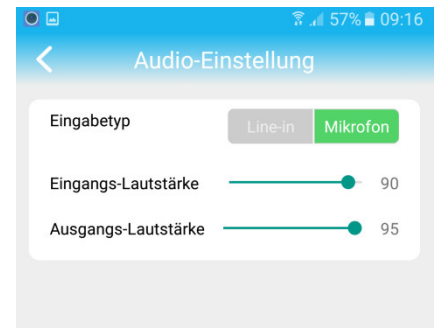 57% 09:16
Audio-Einstellung
Eingabetyp Line-in Mikrofon
Eingangs-Lautstärke 90
Ausgangs-Lautstärke 95